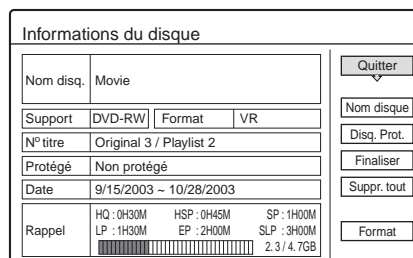 Informations du disque
Nom disq. Movie
Support DVD-RW Format VR
Nº titre Original 3 / Playlist 2
Protégé Non protégé
Date 9/15/2003 ~ 10/28/2003
Rappel
HQ : 0H30M HSP : 0H45M SP : 1H00M
LP : 1H30M EP : 2H00M SLP : 3H00M
2. 3 / 4. 7GB
Quitter
Nom disque
Disq. Prot.
Finaliser
Suppr. tout
Format